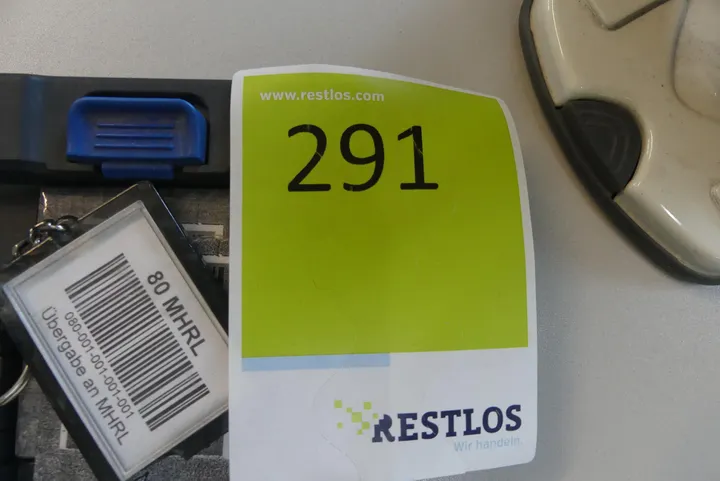 www.restlos.com
291
80 MHRL
080-001-001-001-001
Übergabe an MHRL
RESTLOS
Wir handeln.